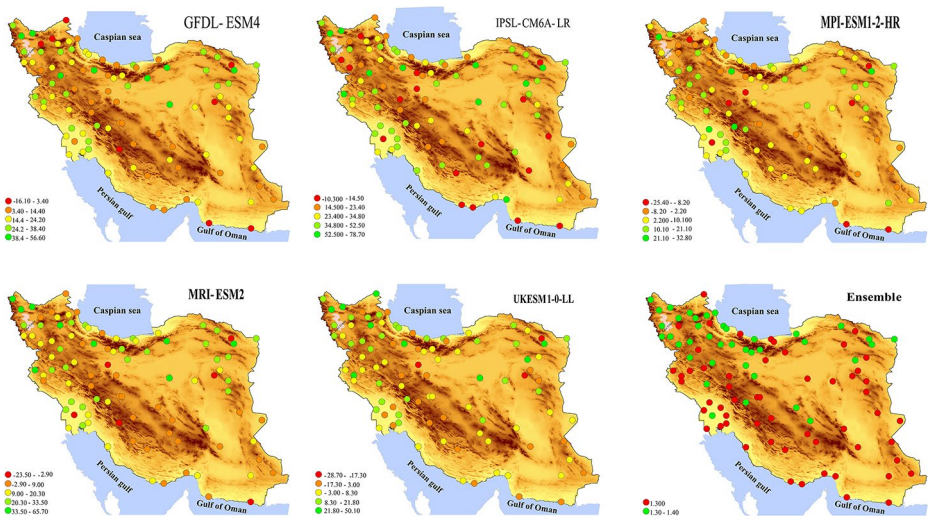 GFDL- ESM4
Caspian sea
Persian gulf
Gulf of Oman
-16.10 - 3.40
3.40 - 14.40
14.4 - 24.20
24.2 - 38.40
38.4 - 56.60
IPSL-CM6A- LR
Caspian sea
Persian gulf
Gulf of Oman
-10.300 - 14.50
14.500 - 23.40
23.400 - 34.80
34.800 - 52.50
52.500 - 78.70
MPI-ESM1-2-HR
Caspian sea
Persian gulf
Gulf of Oman
-25.40 - 8.20
-8.20 - 2.20
2.200 -10.100
10.10 - 21.10
21.10 - 32.80
MRI- ESM2
Caspian sea
Persian gulf
Gulf of Oman
-23.50 - -2.90
-2.90 - 9.00
9.00 - 20.30
20.30 - 33.50
33.50 - 65.70
UKESM1-0-LL
Caspian sea
Persian gulf
Gulf of Oman
-28.70 - -17.30
-17.30 - 3.00
- 3.00 - 8.30
8.30 - 21.80
21.80 - 50.10
Ensemble
Caspian sea
Persian gulf
Gulf of Oman
1.300
1.30 - 1.40